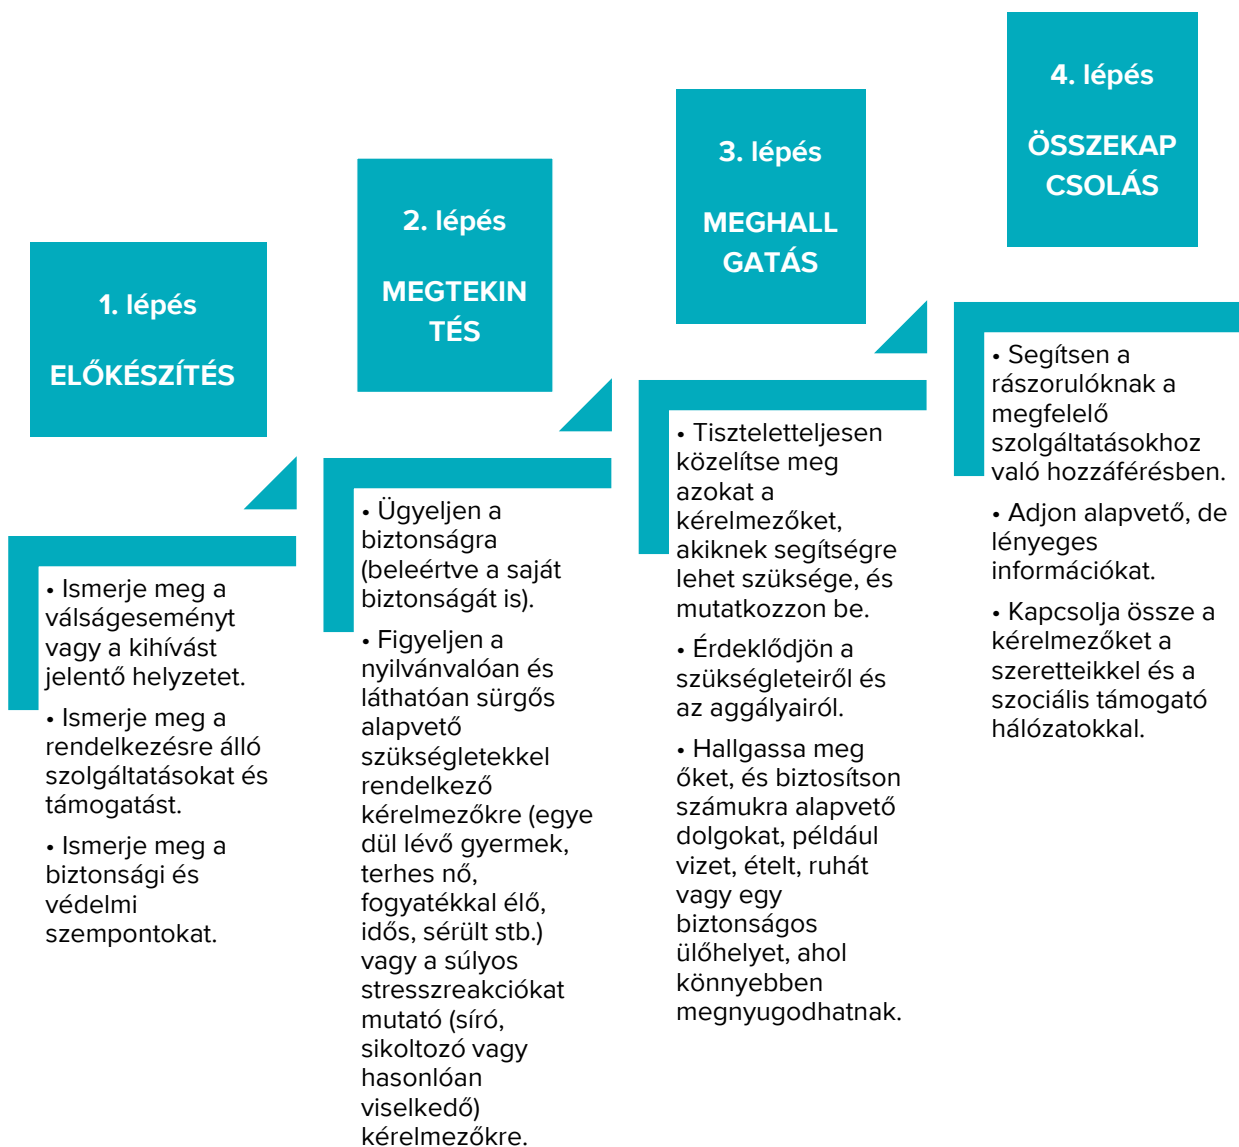 1. lépés
ELŐKÉSZÍTÉS
• Ismerje meg a
válságeseményt
vagy a kihívást
jelentő helyzetet.
• Ismerje meg a
rendelkezésre álló
szolgáltatásokat és
támogatást.
• Ismerje meg a
biztonsági és
védelmi
szempontokat.
2. lépés
MEGTEKIN
TÉS
• Ügyeljen a
biztonságra
(beleértve a saját
biztonságát is).
• Figyeljen a
nyilvánvalóan és
láthatóan sürgős
alapvető
szükségletekkel
rendelkező
kérelmezőkre (egye
dül lévő gyermek,
terhes nő,
fogyatékkal élő,
idős, sérült stb.)
vagy a súlyos
stresszreakciókat
mutató (síró,
sikoltozó vagy
hasonlóan
viselkedő)
kérelmezőkre.
3. lépés
MEGHALL
GATÁS
• Tiszteletteljesen
közelítse meg
azokat a
kérelmezőket,
akiknek segítségre
lehet szüksége, és
mutatkozzon be.
• Érdeklődjön a
szükségleteiről és
az aggályairól.
• Hallgassa meg
őket, és biztosítson
számukra alapvető
dolgokat, például
vizet, ételt, ruhát
vagy egy
biztonságos
ülőhelyet, ahol
könnyebben
megnyugodhatnak.
4. lépés
ÖSSZEKAP
CSOLÁS
• Segítsen a
rászorulóknak a
megfelelő
szolgáltatásokhoz
való hozzáférésben.
• Adjon alapvető, de
lényeges
információkat.
• Kapcsolja össze a
kérelmezőket a
szeretteikkel és a
szociális támogató
hálózatokkal.